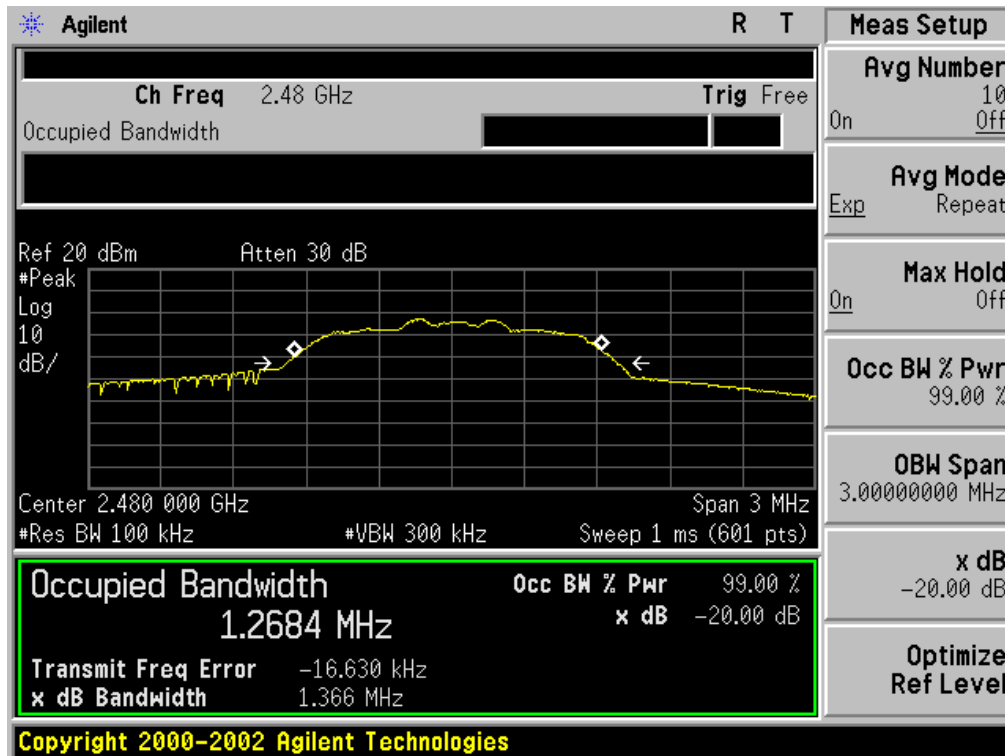 Agilent R T
Ch Freq 2.48 GHz Trig Free
Occupied Bandwidth
Ref 20 dBm Atten 30 dB
#Peak
Log
10
dB/
Center 2.480 000 GHz Span 3 MHz
#Res BW 100 kHz #VBW 300 kHz Sweep 1 ms (601 pts)
Occupied Bandwidth Occ BW % Pwr 99.00 %
1.2684 MHz x dB -20.00 dB
Transmit Freq Error -16.630 kHz
x dB Bandwidth 1.366 MHz
Copyright 2000-2002 Agilent Technologies
Meas Setup
Avg Number
10
On Off
Avg Mode
Exp Repeat
Max Hold
On Off
Occ BW % Pwr
99.00 %
OBW Span
3.00000000 MHz
x dB
-20.00 dB
Optimize
Ref Level